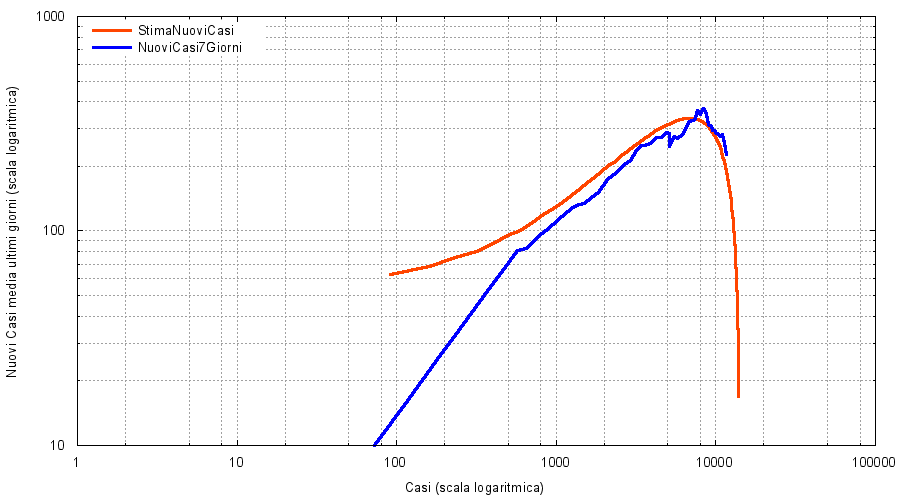 1000
StimaNuoviCasi
NuoviCasi7Giorni
100
10
Nuovi Casi media ultimi giorni (scala logaritmica)
1 10 100 1000 10000 100000
Casi (scala logaritmica)